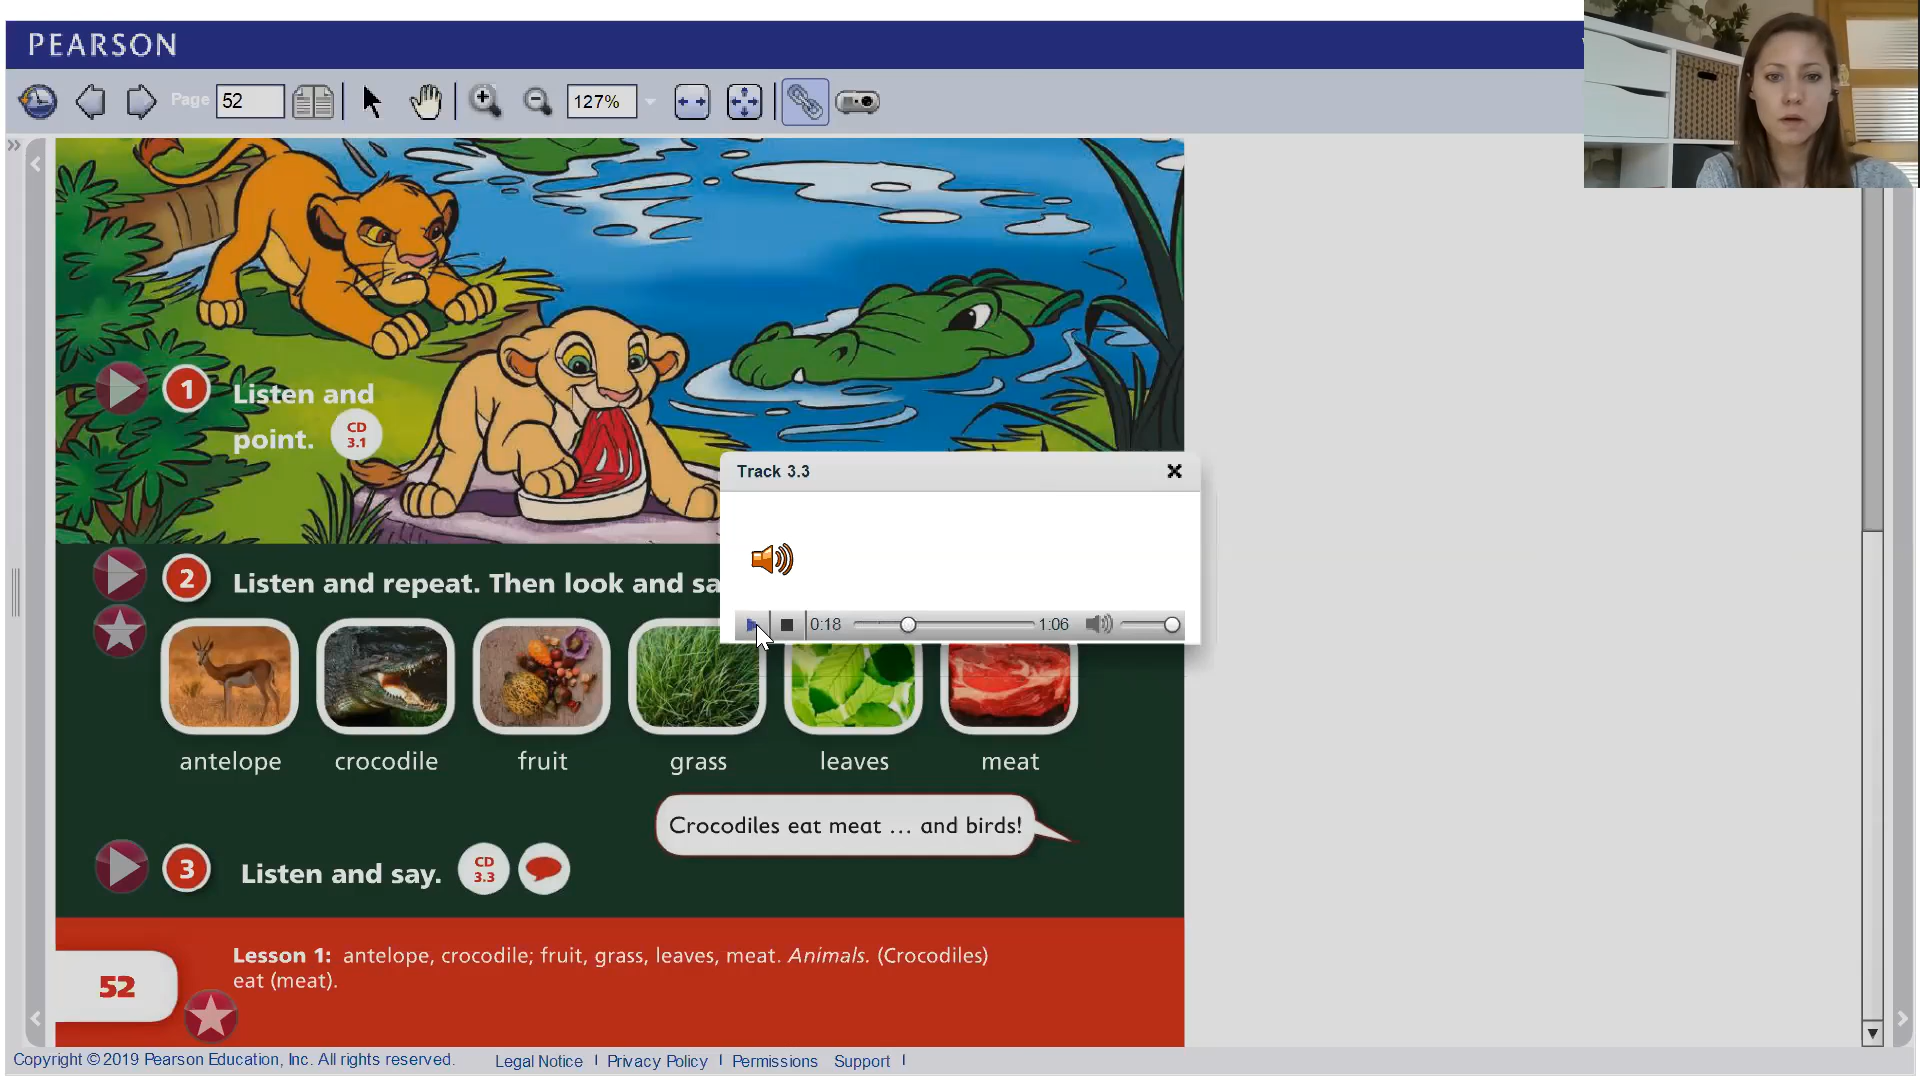 PEARSON
Page 52 127%
1 Listen and
point. CD
3.1
Track 3.3
0:18 1:06
2 Listen and repeat. Then look and sa
antelope crocodile fruit grass leaves meat
Crocodiles eat meat ... and birds!
3 Listen and say. CD
3.3
Lesson 1: antelope, crocodile; fruit, grass, leaves, meat. Animals. (Crocodiles)
eat (meat).
52
Copyright © 2019 Pearson Education, Inc. All rights reserved. Legal Notice | Privacy Policy | Permissions Support |